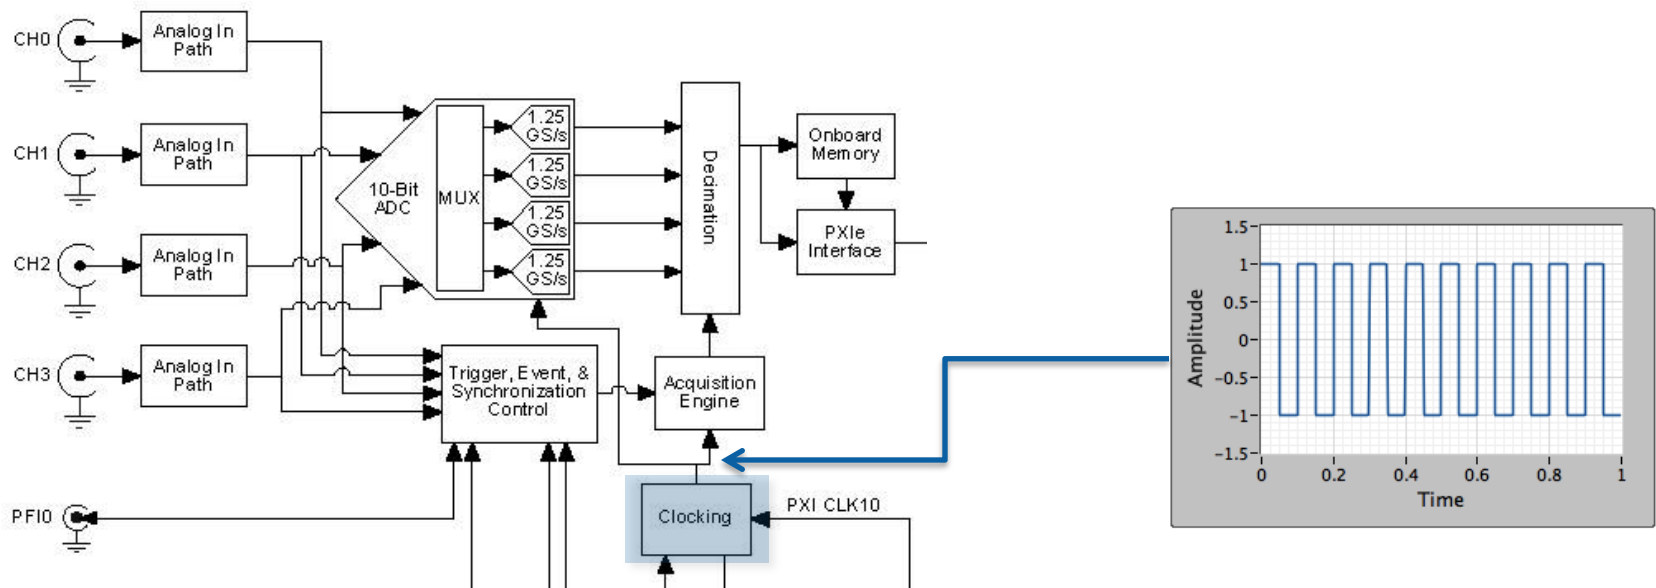 CH0
Analog In
Path
CH1
Analog In
Path
CH2
Analog In
Path
CH3
Analog In
Path
10-Bit
ADC
MUX
1.25
GS/s
1.25
GS/s
1.25
GS/s
1.25
GS/s
Decimation
Onboard
Memory
PXIe
Interface
Trigger, Event, &
Synchronization
Control
Acquisition
Engine
PFI0
Clocking
PXI CLK10
Amplitude
1.5
1
0.5
0
-0.5
-1
-1.5
0
0.2
0.4
0.6
0.8
1
Time